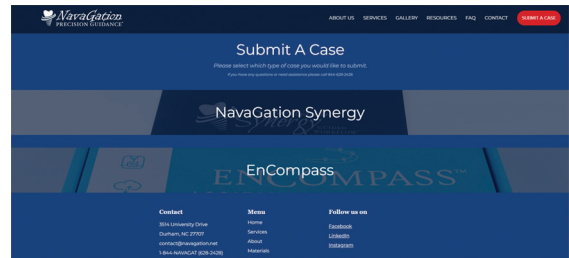 NavaGation
PRECISION GUIDANCE
ABOUT US SERVICES GALLERY RESOURCES FAQ CONTACT SUBMIT A CASE
Submit A Case
Please select which type of case you would like to submit.
If you have any questions or need assistance please call 844-628-2428
NavaGation Synergy
Synergy
EnCompass
ENCOMPASS™
Contact
3514 University Drive
Durham, NC 27707
contact@navagation.net
1-844-NAVAGAT (628-2428)
Menu
Home
Services
About
Materials
Follow us on
Facebook
LinkedIn
Instagram